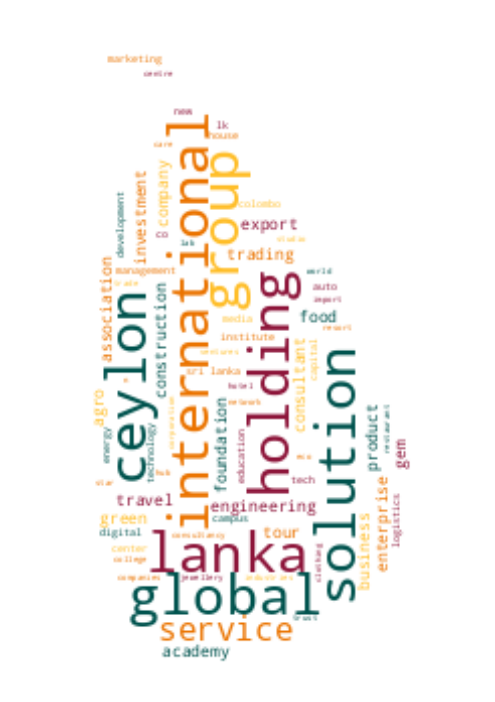 marketing
centre
new
lk
house
care
international
group
company
investment
development
colombo
co
export
lak
trading
association
management
trade
world
holding
auto
import
ceylon
construction
food
media
resort
institute
consultant
capital
ventures
sri lanka
solution
hotel
agro
corporation
foundation
network
product
restaurant
energy
technology
education
gem
eco
hub
star
tech
travel
enterprise
logistics
engineering
green
campus
business
digital
consultancy
tour
lanka
center
college
clothing
companies
jewellery
industries
global
trust
service
academy